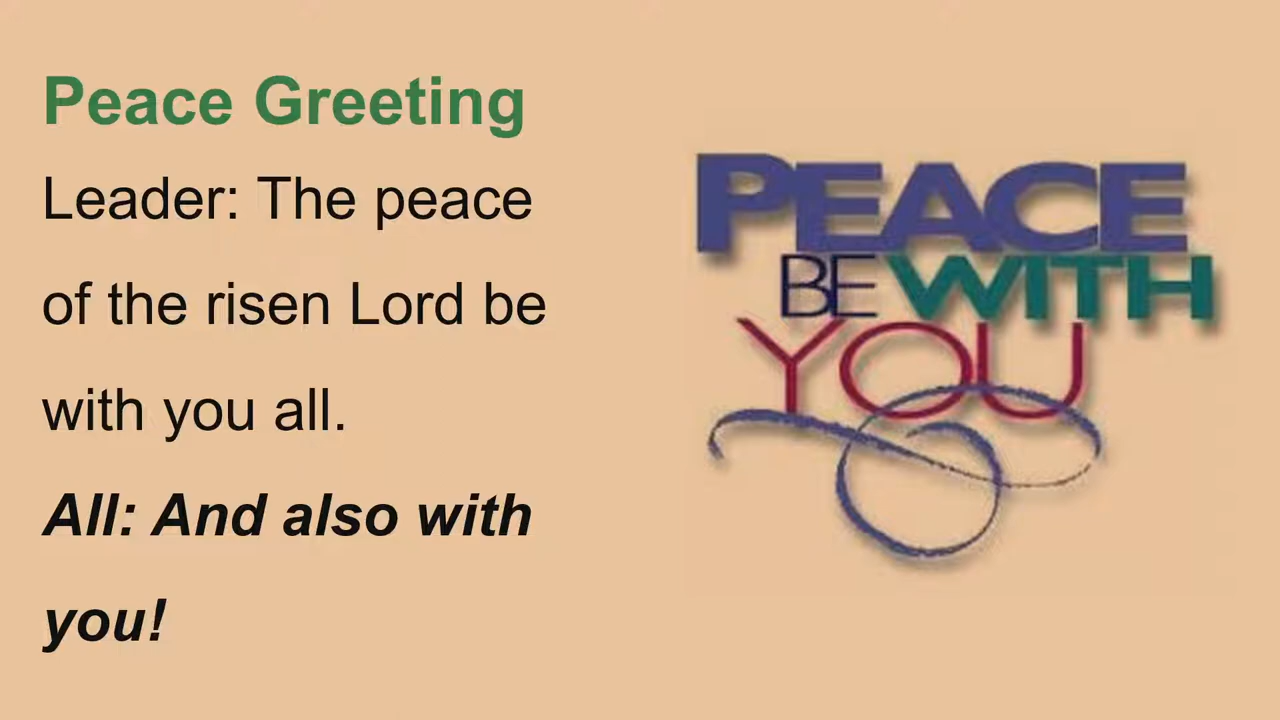 Peace Greeting
Leader: The peace
of the risen Lord be
with you all.
All: And also with
you!
PEACE
BE WITH
YOU